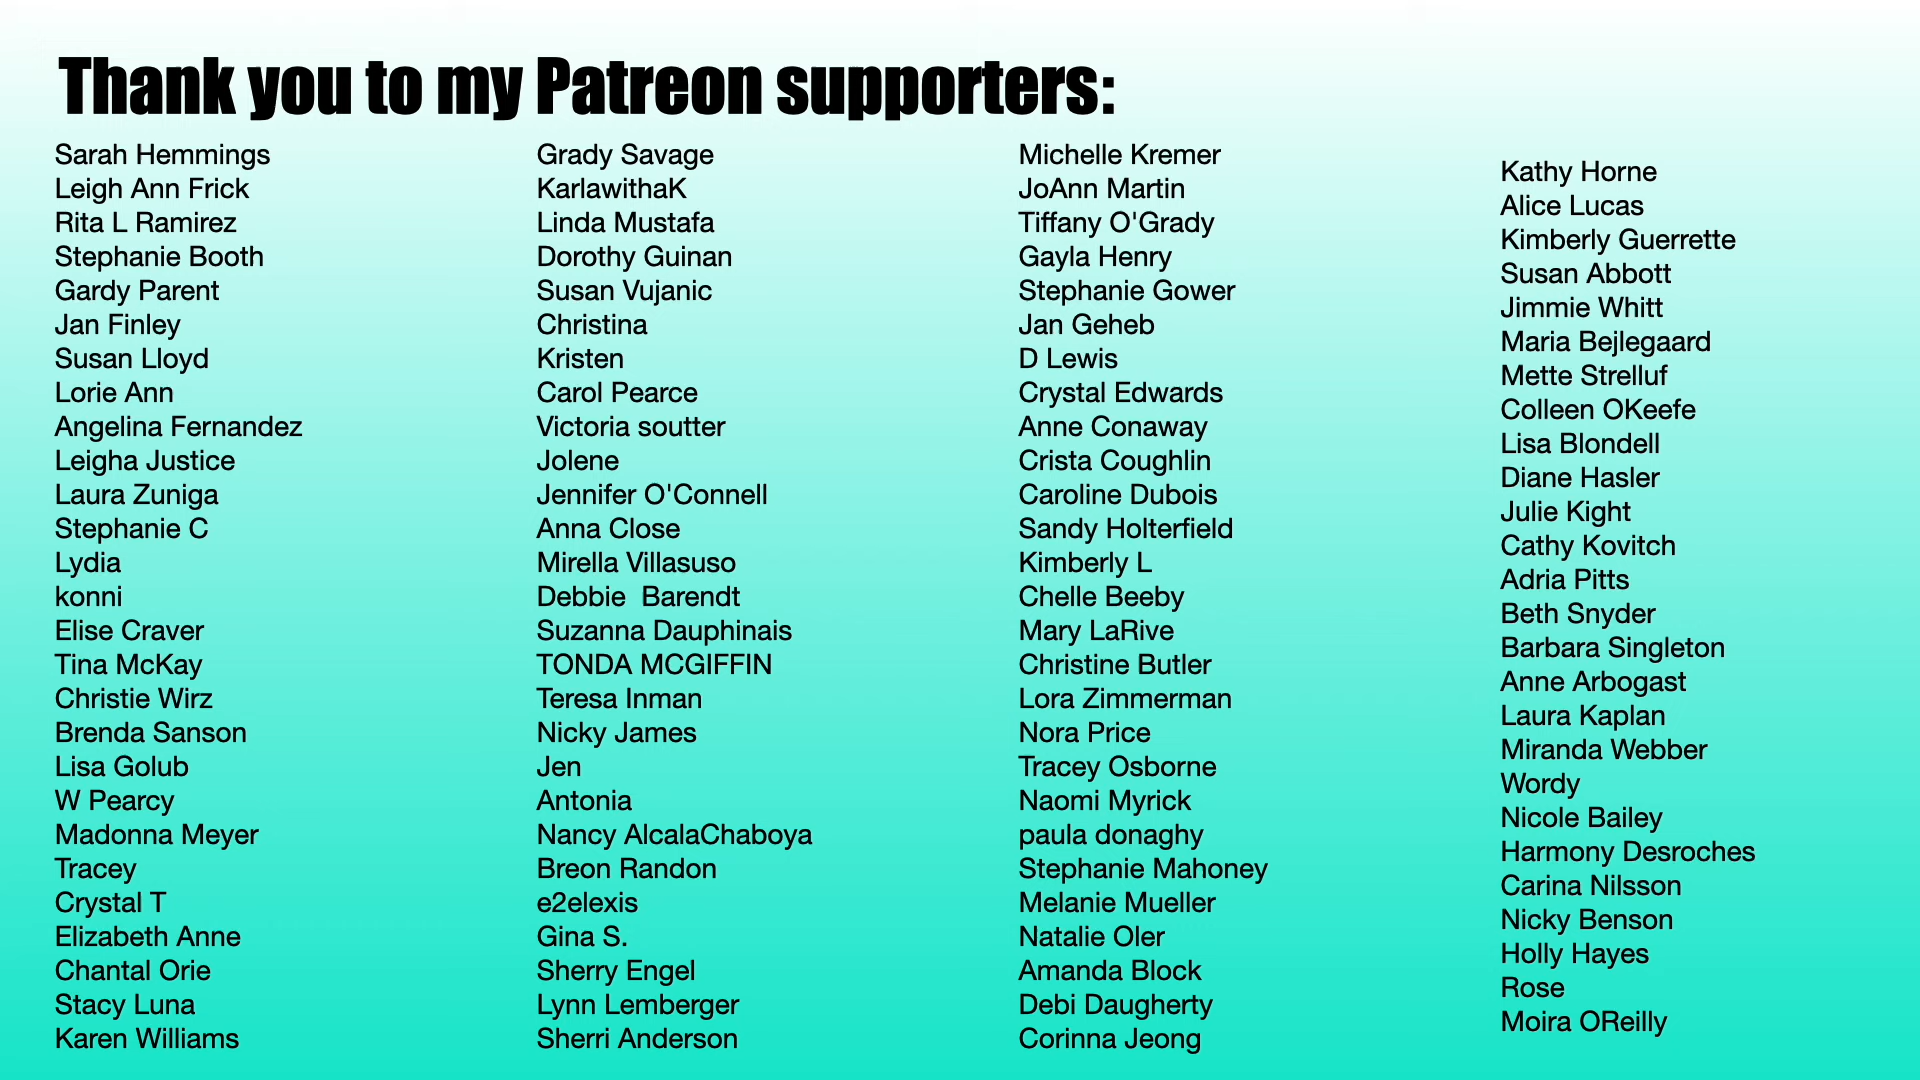 Thank you to my Patreon supporters:
Sarah Hemmings
Leigh Ann Frick
Rita L Ramirez
Stephanie Booth
Gardy Parent
Jan Finley
Susan Lloyd
Lorie Ann
Angelina Fernandez
Leigha Justice
Laura Zuniga
Stephanie C
Lydia
konni
Elise Craver
Tina McKay
Christie Wirz
Brenda Sanson
Lisa Golub
W Pearcy
Madonna Meyer
Tracey
Crystal T
Elizabeth Anne
Chantal Orie
Stacy Luna
Karen Williams
Grady Savage
KarlawithaK
Linda Mustafa
Dorothy Guinan
Susan Vujanic
Christina
Kristen
Carol Pearce
Victoria soutter
Jolene
Jennifer O'Connell
Anna Close
Mirella Villasuso
Debbie  Barendt
Suzanna Dauphinais
TONDA MCGIFFIN
Teresa Inman
Nicky James
Jen
Antonia
Nancy AlcalaChaboya
Breon Randon
e2elexis
Gina S.
Sherry Engel
Lynn Lemberger
Sherri Anderson
Michelle Kremer
JoAnn Martin
Tiffany O'Grady
Gayla Henry
Stephanie Gower
Jan Geheb
D Lewis
Crystal Edwards
Anne Conaway
Crista Coughlin
Caroline Dubois
Sandy Holterfield
Kimberly L
Chelle Beeby
Mary LaRive
Christine Butler
Lora Zimmerman
Nora Price
Tracey Osborne
Naomi Myrick
paula donaghy
Stephanie Mahoney
Melanie Mueller
Natalie Oler
Amanda Block
Debi Daugherty
Corinna Jeong
Kathy Horne
Alice Lucas
Kimberly Guerrette
Susan Abbott
Jimmie Whitt
Maria Bejlegaard
Mette Strelluf
Colleen OKeefe
Lisa Blondell
Diane Hasler
Julie Kight
Cathy Kovitch
Adria Pitts
Beth Snyder
Barbara Singleton
Anne Arbogast
Laura Kaplan
Miranda Webber
Wordy
Nicole Bailey
Harmony Desroches
Carina Nilsson
Nicky Benson
Holly Hayes
Rose
Moira OReilly